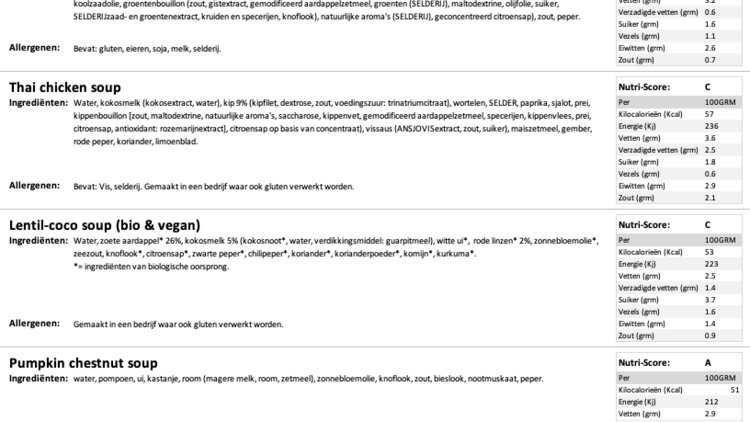 koolzaadolie, groentenbouillon (zout, gistextract, gemodificeerd aardappelzetmeel, groenten (SELDERIJ), maltodextrine, olijfolie, suiker,
SELDERIJzaad- en groentenextract, kruiden en specerijen, knoflook), natuurlijke aroma's (SELDERIJ), geconcentreerd citroensap), zout, peper.
Allergenen: Bevat: gluten, eieren, soja, melk, selderij.
Vetten (grm) 3.2
Verzadigde vetten (grm) 0.6
Suiker (grm) 1.6
Vezels (grm) 1.1
Eiwitten (grm) 2.6
Zout (grm) 0.7
Thai chicken soup
Ingrediënten: Water, kokosmelk (kokosextract, water), kip 9% (kipfilet, dextrose, zout, voedingszuur: trinatriumcitraat), wortelen, SELDER, paprika, sjalot, prei,
kippenbouillon [zout, maltodextrine, natuurlijke aroma's, saccharose, kippenvet, gemodificeerd aardappelzetmeel, specerijen, kippenvlees, prei,
citroensap, antioxidant: rozemarijnextract], citroensap op basis van concentraat), vissaus (ANSJOVISextract, zout, suiker), maiszetmeel, gember,
rode peper, koriander, limoenblad.
Allergenen: Bevat: Vis, selderij. Gemaakt in een bedrijf waar ook gluten verwerkt worden.
Nutri-Score: C
Per 100GRM
Kilocalorieën (Kcal) 57
Energie (Kj) 236
Vetten (grm) 3.6
Verzadigde vetten (grm) 2.5
Suiker (grm) 1.8
Vezels (grm) 0.6
Eiwitten (grm) 2.9
Zout (grm) 2.1
Lentil-coco soup (bio & vegan)
Ingrediënten: Water, zoete aardappel* 26%, kokosmelk 5% (kokosnoot*, water, verdikkingsmiddel: guarpitmeel), witte ui*, rode linzen* 2%, zonnebloemolie*,
zeezout, knoflook*, citroensap*, zwarte peper*, chilipeper*, koriander*, korianderpoeder*, komijn*, kurkuma*.
*= ingrediënten van biologische oorsprong.
Allergenen: Gemaakt in een bedrijf waar ook gluten verwerkt worden.
Nutri-Score: C
Per 100GRM
Kilocalorieën (Kcal) 53
Energie (Kj) 223
Vetten (grm) 2.5
Verzadigde vetten (grm) 1.4
Suiker (grm) 3.7
Vezels (grm) 1.6
Eiwitten (grm) 1.4
Zout (grm) 0.9
Pumpkin chestnut soup
Ingrediënten: water, pompoen, ui, kastanje, room (magere melk, room, zetmeel), zonnebloemolie, knoflook, zout, bieslook, nootmuskaat, peper.
Nutri-Score: A
Per 100GRM
Kilocalorieën (Kcal) 51
Energie (Kj) 212
Vetten (grm) 2.9